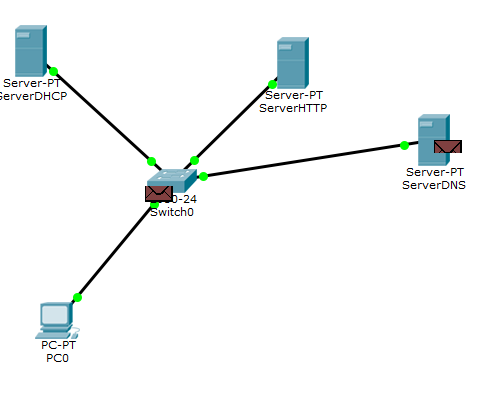 Server-PT
ServerDHCP
Server-PT
ServerHTTP
Server-PT
ServerDNS
-24
Switch0
PC-PT
PC0